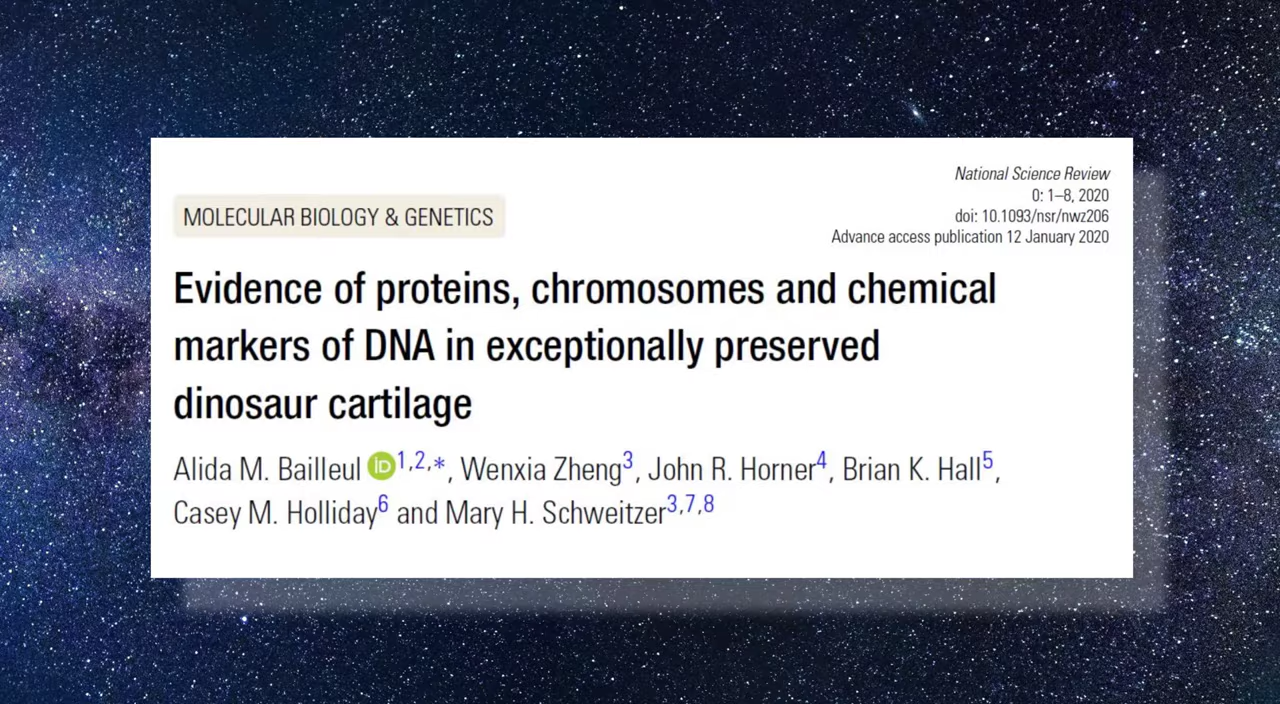 National Science Review
0: 1–8, 2020
doi: 10.1093/nsr/nwz206
Advance access publication 12 January 2020
MOLECULAR BIOLOGY & GENETICS
Evidence of proteins, chromosomes and chemical
markers of DNA in exceptionally preserved
dinosaur cartilage
Alida M. Bailleul iD 1,2,*, Wenxia Zheng3, John R. Horner4, Brian K. Hall5,
Casey M. Holliday6 and Mary H. Schweitzer3,7,8